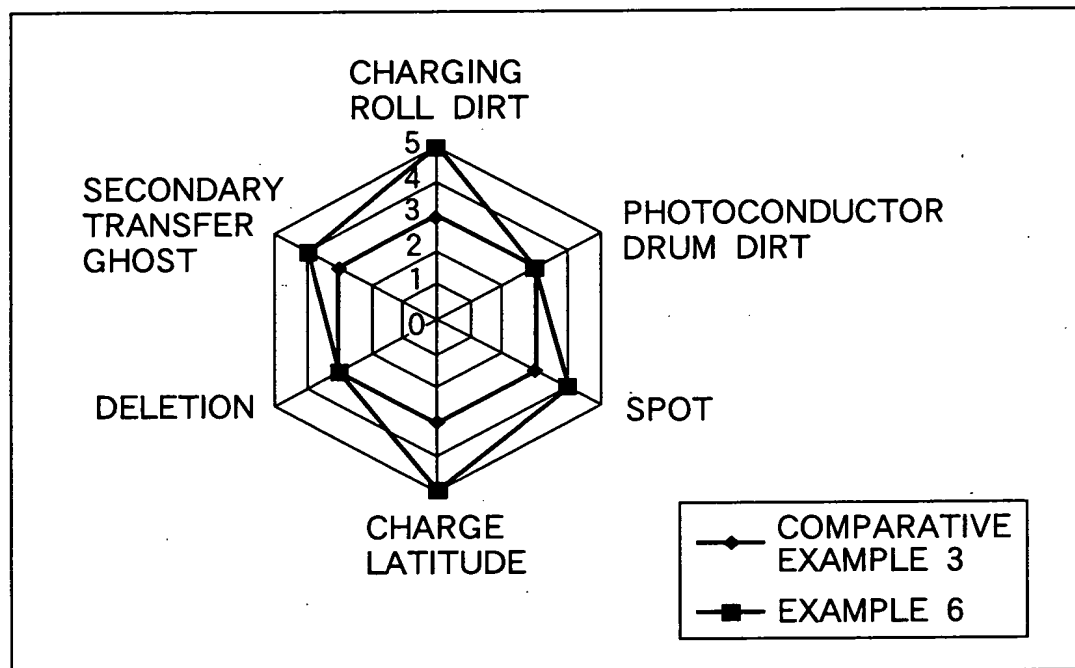 CHARGING
ROLL DIRT
5
4
3
2
1
0
SECONDARY
TRANSFER
GHOST
PHOTOCONDUCTOR
DRUM DIRT
DELETION
SPOT
CHARGE
LATITUDE
COMPARATIVE
EXAMPLE 3
EXAMPLE 6